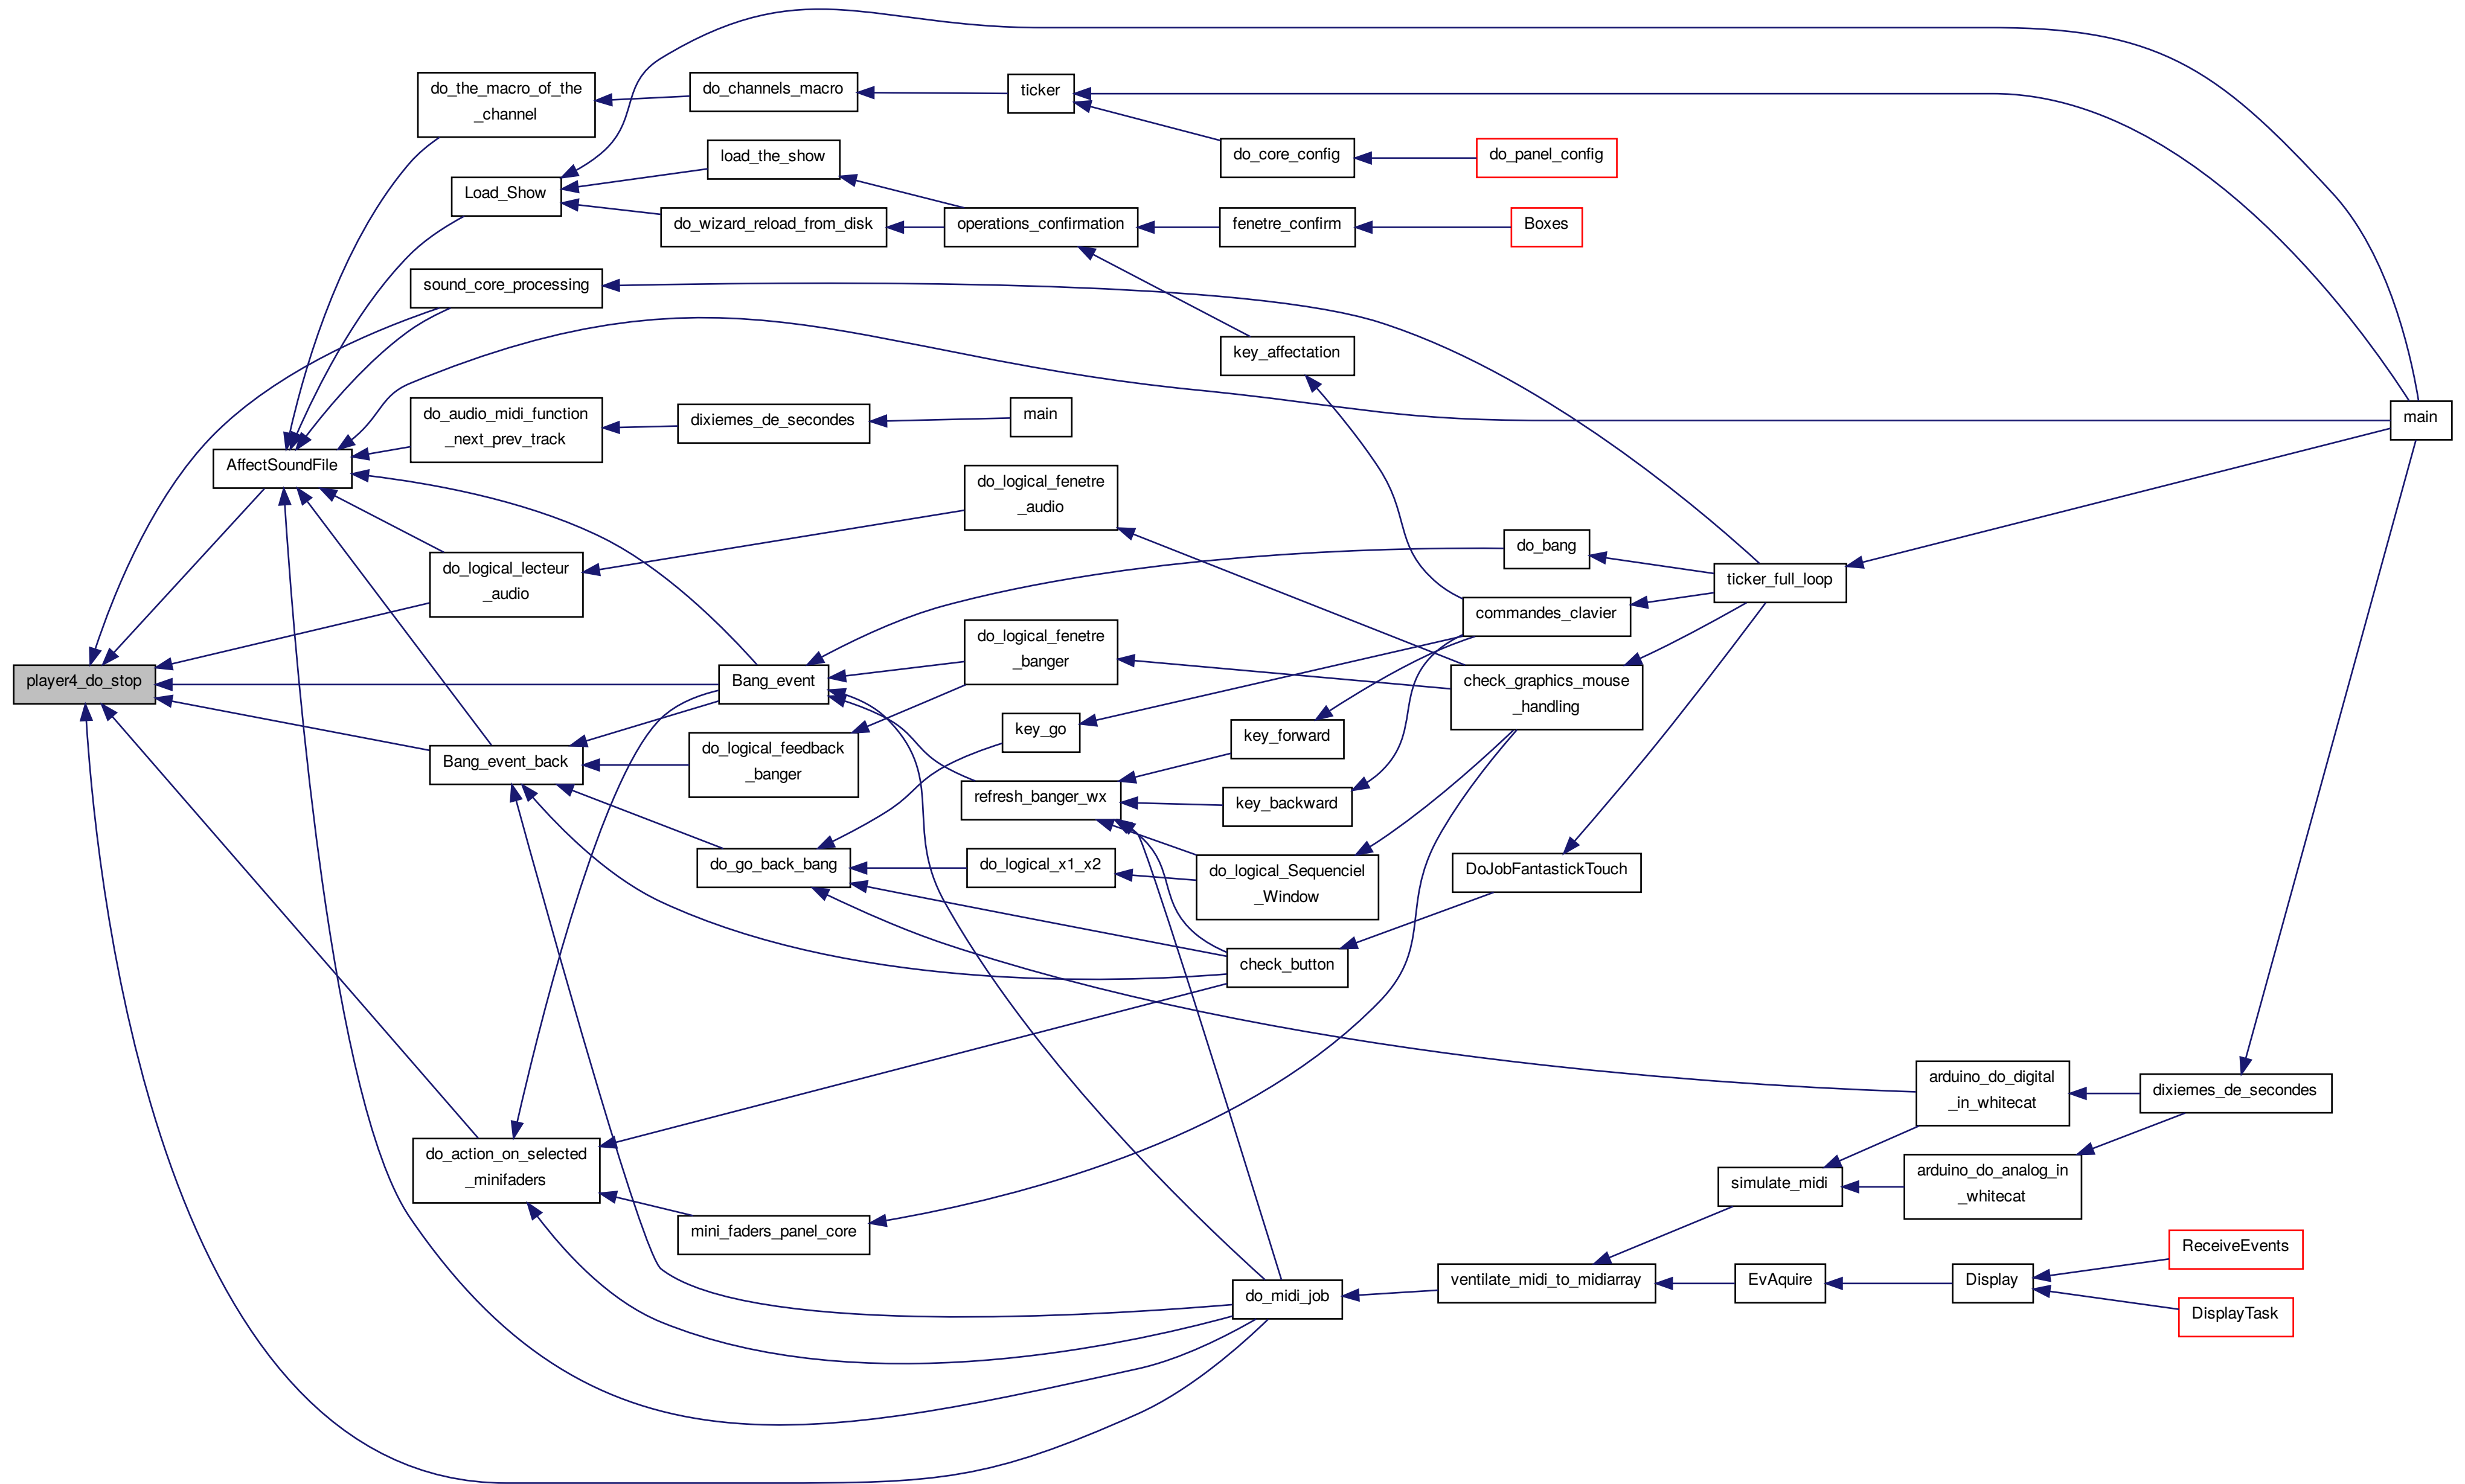 player4_do_stop
AffectSoundFile
do_the_macro_of_the
_channel
Load_Show
sound_core_processing
do_audio_midi_function
_next_prev_track
do_logical_lecteur
_audio
Bang_event_back
do_action_on_selected
_minifaders
do_channels_macro
load_the_show
do_wizard_reload_from_disk
dixiemes_de_secondes
Bang_event
do_logical_feedback
_banger
do_go_back_bang
mini_faders_panel_core
ticker
operations_confirmation
main
do_logical_fenetre
_audio
do_logical_fenetre
_banger
key_go
refresh_banger_wx
do_logical_x1_x2
do_core_config
fenetre_confirm
key_affectation
key_forward
key_backward
do_logical_Sequenciel
_Window
check_button
do_midi_job
do_panel_config
Boxes
do_bang
commandes_clavier
check_graphics_mouse
_handling
DoJobFantastickTouch
ventilate_midi_to_midiarray
ticker_full_loop
simulate_midi
EvAquire
arduino_do_digital
_in_whitecat
arduino_do_analog_in
_whitecat
Display
dixiemes_de_secondes
ReceiveEvents
DisplayTask
main